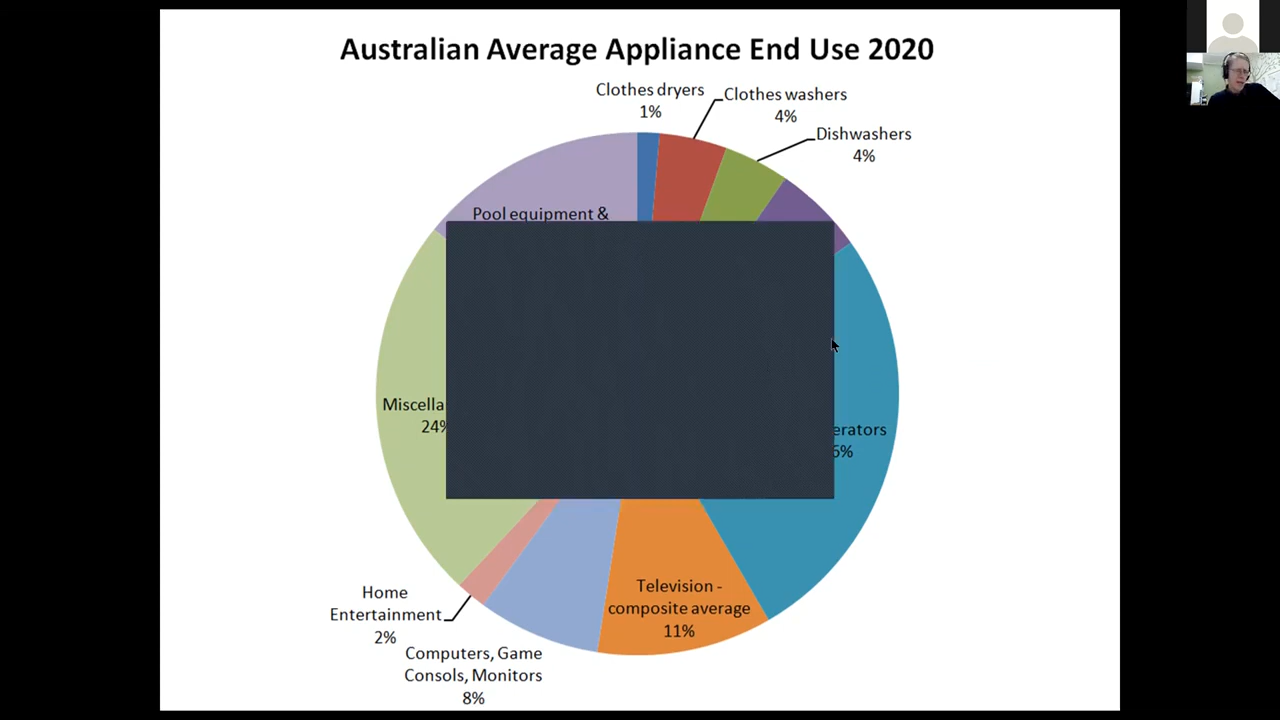 Australian Average Appliance End Use 2020
Clothes dryers
1%
Clothes washers
4%
Dishwashers
4%
Pool equipment &
Miscella
24%
erators
6%
Television -
composite average
11%
Home
Entertainment
2%
Computers, Game
Consols, Monitors
8%